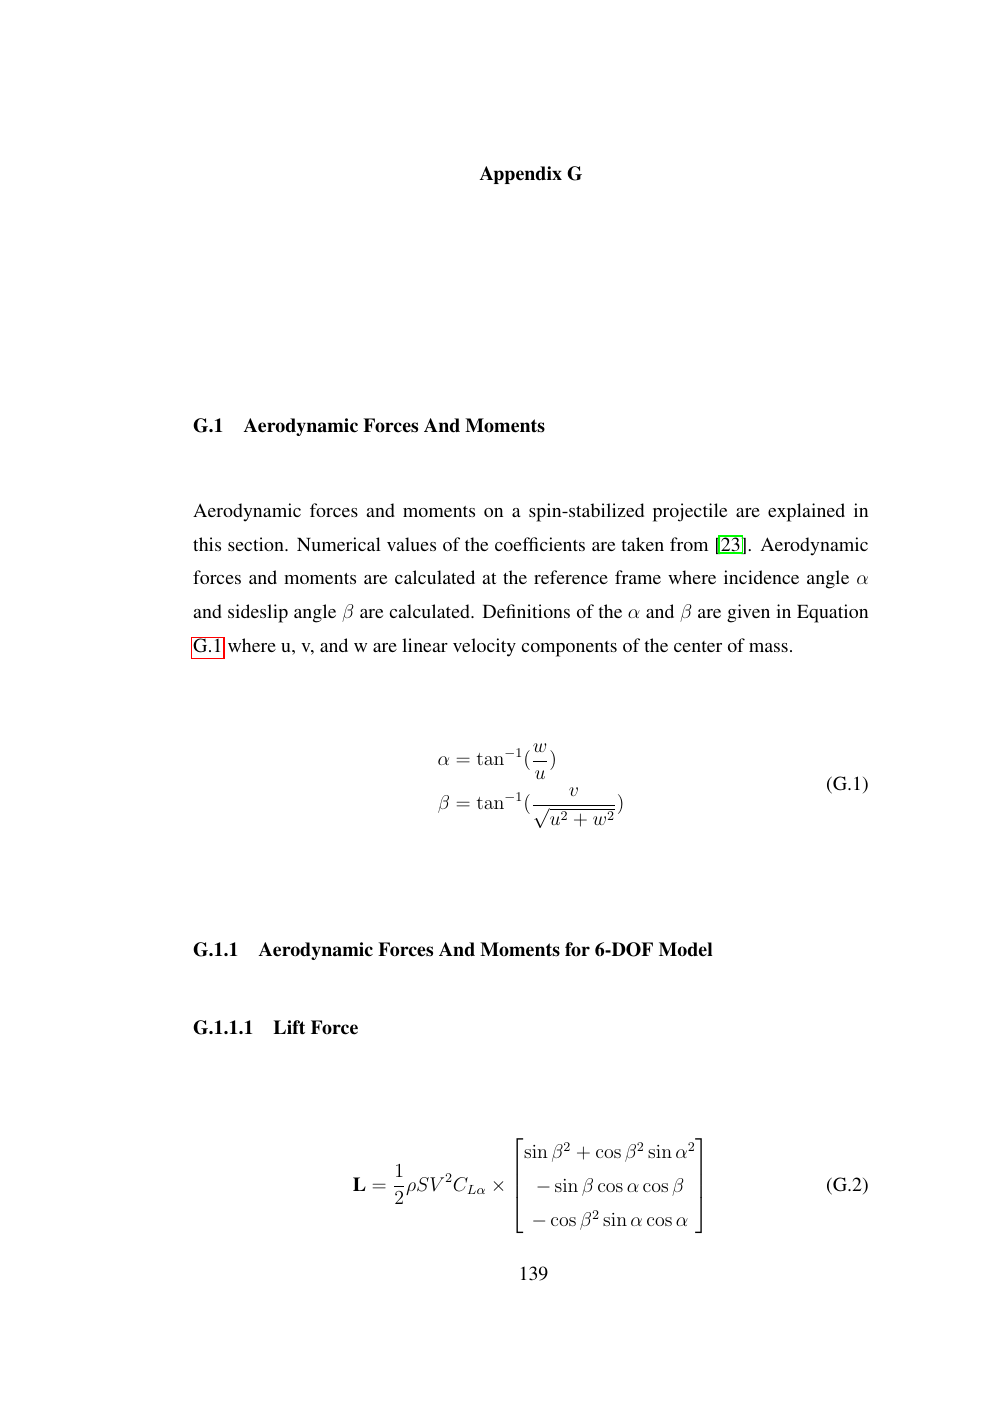 Appendix G
G.1 Aerodynamic Forces And Moments
Aerodynamic forces and moments on a spin-stabilized projectile are explained in
this section. Numerical values of the coefficients are taken from [23]. Aerodynamic
forces and moments are calculated at the reference frame where incidence angle α
and sideslip angle β are calculated. Definitions of the α and β are given in Equation
G.1 where u, v, and w are linear velocity components of the center of mass.
α = tan⁻¹(w/u)
β = tan⁻¹(v/√(u² + w²))
(G.1)
G.1.1 Aerodynamic Forces And Moments for 6-DOF Model
G.1.1.1 Lift Force
L = 1/2 ρSV²C_{Lα} × [sin β² + cos β² sin α²
− sin β cos α cos β
− cos β² sin α cos α] (G.2)
139